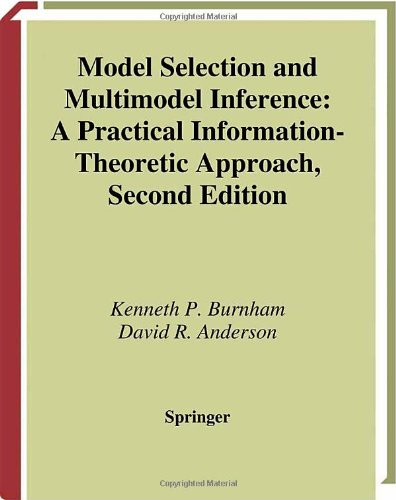 Copyrighted Material
Model Selection and
Multimodel Inference:
A Practical Information-
Theoretic Approach,
Second Edition
Kenneth P. Burnham
David R. Anderson
Springer
Copyrighted Material